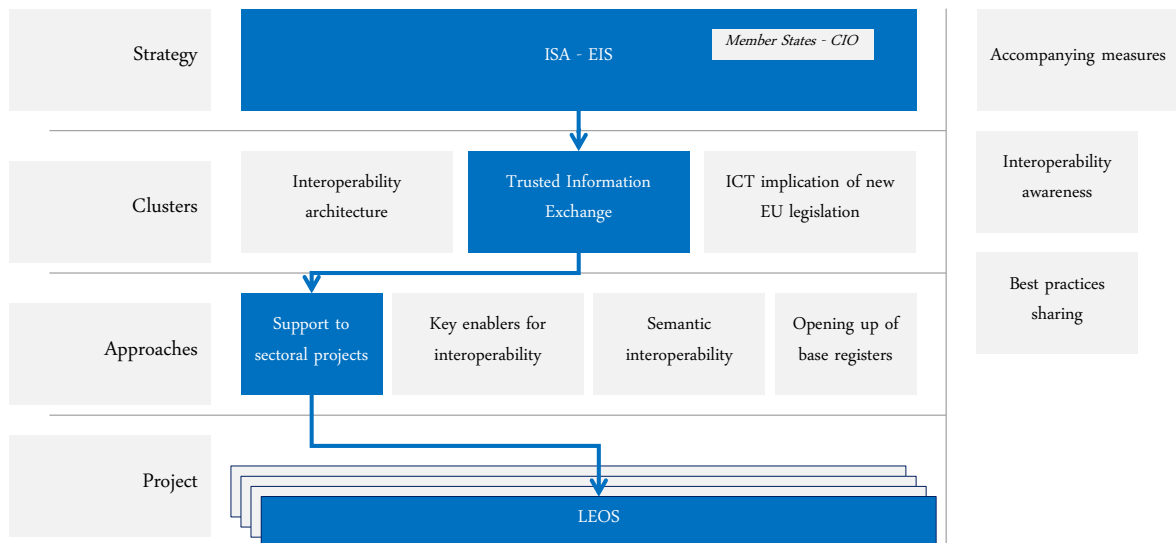 Strategy
ISA - EIS
Member States - CIO
Accompanying measures
Clusters
Interoperability
architecture
Trusted Information
Exchange
ICT implication of new
EU legislation
Interoperability
awareness
Approaches
Support to
sectoral projects
Key enablers for
interoperability
Semantic
interoperability
Opening up of
base registers
Best practices
sharing
Project
LEOS